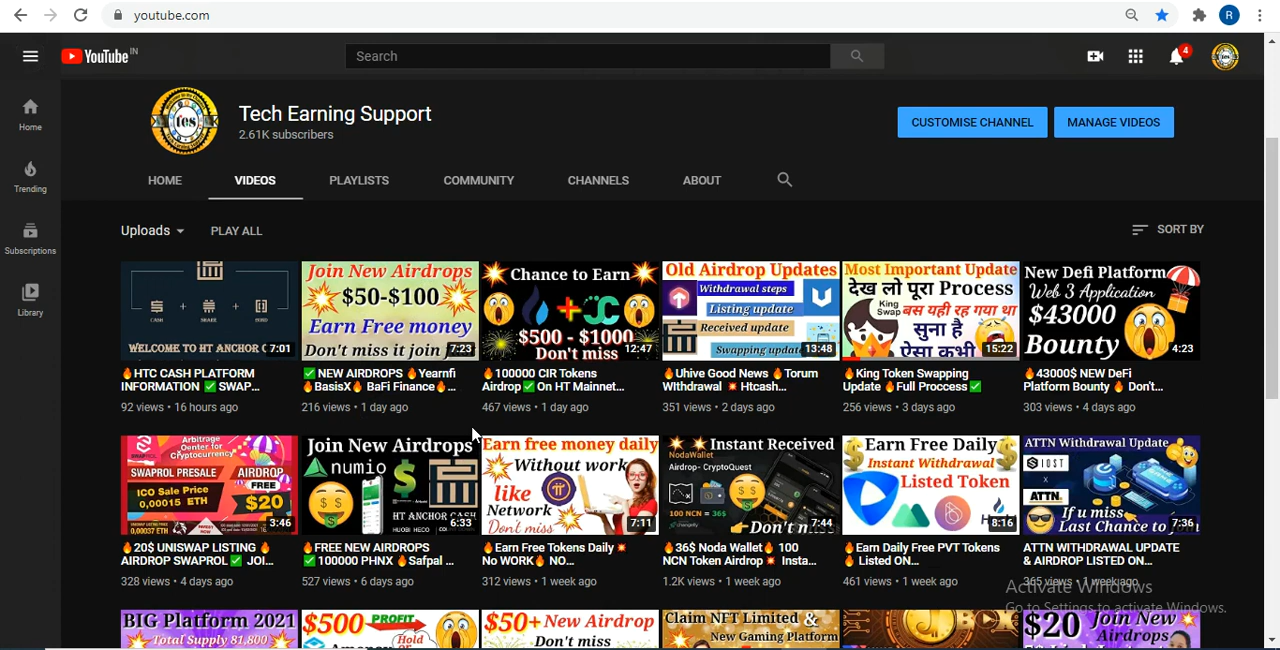 youtube.com
R
YouTube IN
Search
4
Home
Trending
Subscriptions
Library
Tech Earning Support
2.61K subscribers
CUSTOMISE CHANNEL
MANAGE VIDEOS
HOME
VIDEOS
PLAYLISTS
COMMUNITY
CHANNELS
ABOUT
Uploads
PLAY ALL
SORT BY
CASH + SHARE + BOND
WELCOME TO HT ANCHOR
7:01
🔥HTC CASH PLATFORM
INFORMATION ✅ SWAP...
92 views • 16 hours ago
Join New Airdrops
$50-$100
Earn Free money
Don't miss it join
7:23
✅ NEW AIRDROPS 🔥Yearnfi
🔥BasisX🔥 BaFi Finance🔥...
216 views • 1 day ago
Chance to Earn
$500 - $1000
Don't miss
12:47
🔥100000 CIR Tokens
Airdrop✅On HT Mainnet...
467 views • 1 day ago
Old Airdrop Updates
Withdrawal steps
Listing update
Received update
Swapping update
13:48
🔥Uhive Good News 🔥Torum
WIthdrawal 💥 Htcash...
351 views • 2 days ago
Most Important Update
देख लो पूरा Process
King
Swap
बस यही रह गया था
सुना है
ऐसा कभी
15:22
🔥King Token Swapping
Update 🔥Full Proccess✅
256 views • 3 days ago
New Defi Platform
Web 3 Application
$43000
Bounty
4:23
🔥43000$ NEW DeFi
Platform Bounty 🔥 Don't...
303 views • 4 days ago
Arbitrage
Center for
Cryptocurrency
SWAPROL PRESALE
AIRDROP
ICO Sale Price
0,00015 ETH
FREE
$20
3:46
🔥20$ UNISWAP LISTING 🔥
AIRDROP SWAPROL✅ JOI...
328 views • 4 days ago
Join New Airdrops
numio
HT ANCHOR CASH
HUOBI HECO
6:33
🔥FREE NEW AIRDROPS
✅100000 PHNX 🔥Safpal ...
527 views • 6 days ago
Earn free money daily
Without work
like
Network
Don't miss
7:11
🔥Earn Free Tokens Daily💥
No WORK🔥 NO...
312 views • 1 week ago
Instant Received
NodaWallet
Airdrop- CryptoQuest
100 NCN = 36$
changelly
7:44
🔥36$ Noda Wallet🔥 100
NCN Token Airdrop💥 Insta...
1.2K views • 1 week ago
Earn Free Daily
Instant Withdrawal
Listed Token
8:16
🔥Earn Daily Free PVT Tokens
🔥 Listed ON...
461 views • 1 week ago
ATTN Withdrawal Update
IOST
X
ATTN
If u miss
Last Chance to
7:36
ATTN WITHDRAWAL UPDATE
& AIRDROP LISTED ON...
365 views • 1 week ago
Activate Windows
Go to Settings to activate Windows.
BIG Platform 2021
Total Supply 81,800
$500 PROFIT
Hold
$50+New Airdrop
Don't miss
Claim NFT Limited &
New Gaming Platform
$20 Join New
Airdrops